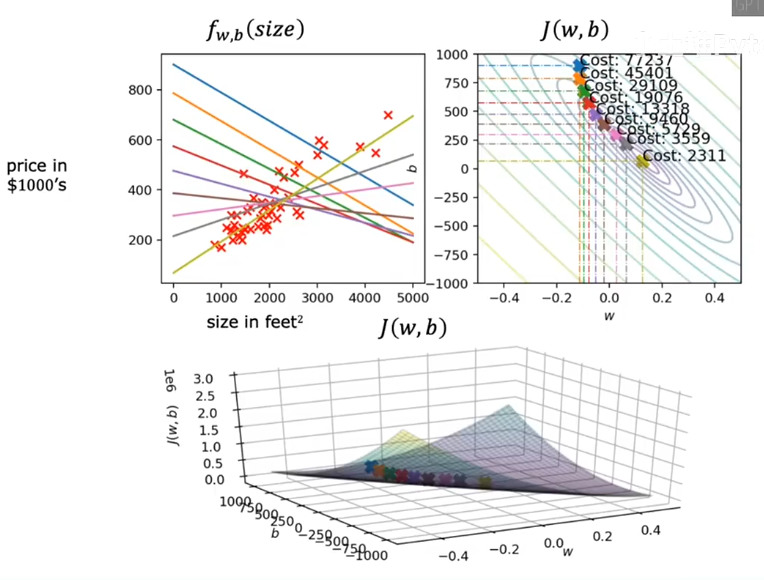 f_{w,b}(size)
J(w, b)
price in
$1000's
800
600
400
200
0
1000
2000
3000
4000
5000
size in feet²
b
1000
750
500
250
0
−250
−500
−750
−1000
Cost: 77237
Cost: 45401
Cost: 29109
Cost: 19076
Cost: 13318
Cost: 9460
Cost: 5729
Cost: 3559
Cost: 2311
−0.4
−0.2
0.0
0.2
0.4
w
J(w, b)
1e6
J(w, b)
3.0
2.5
2.0
1.5
1.0
0.5
0.0
1000
750
500
250
0
−250
−500
−750
−1000
b
−0.4
−0.2
0.0
0.2
0.4
w